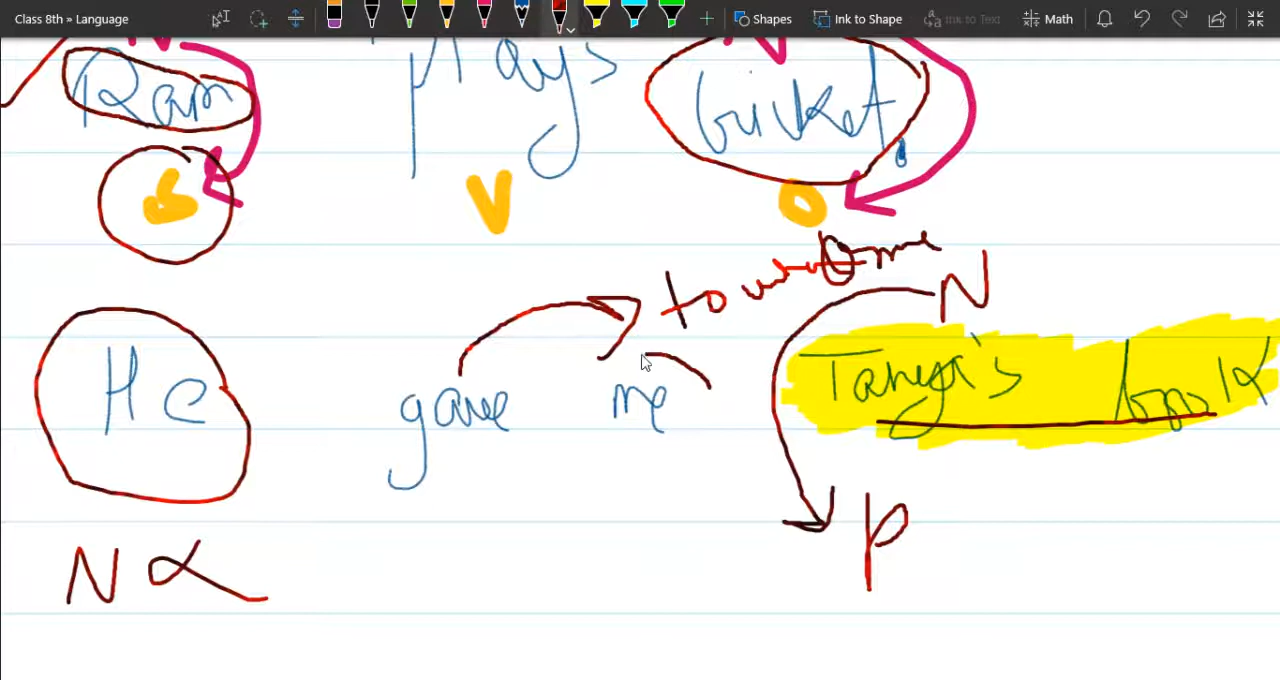 Class 8th » Language Shapes Ink to Shape Ink to Text Math
Ram plays cricket.
S V O
to whom N
He gave me Tanya's book
P
N